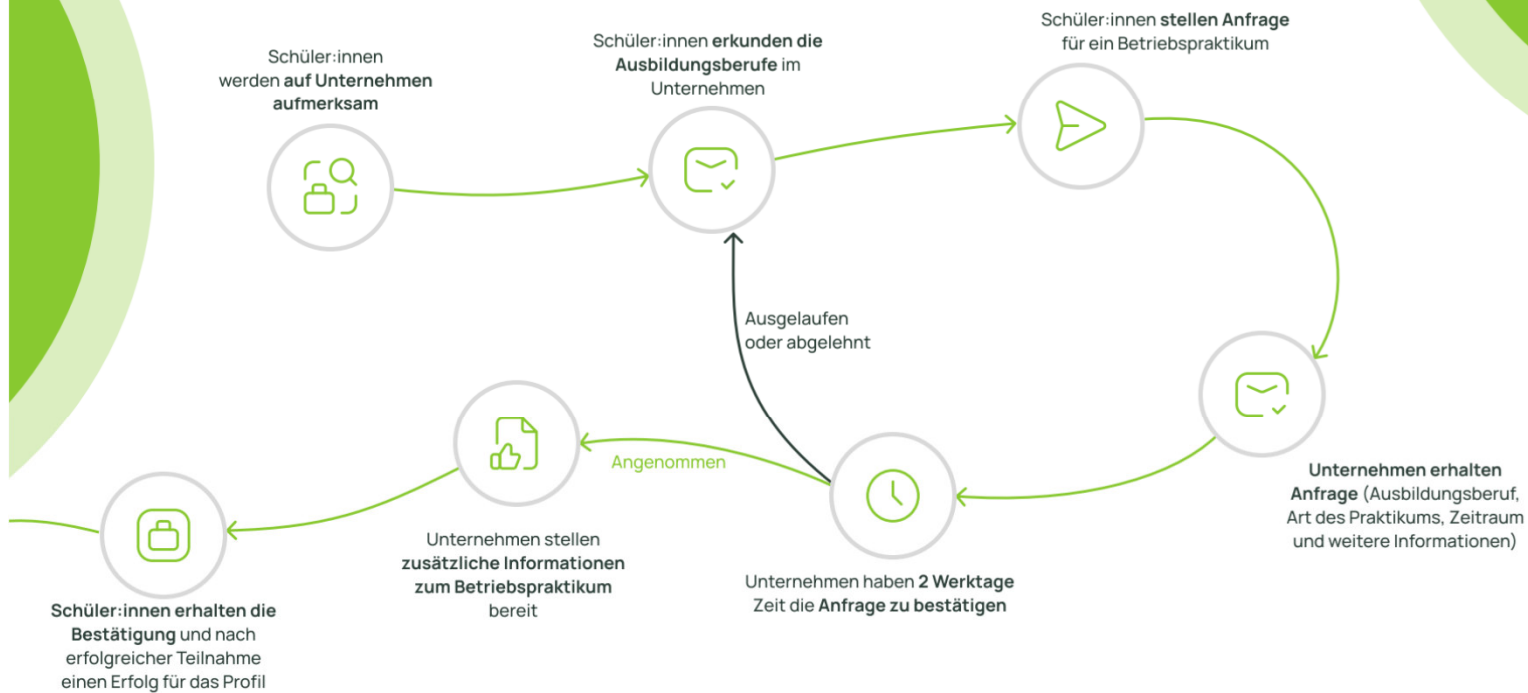 Schüler:innen
werden auf Unternehmen
aufmerksam
Schüler:innen erkunden die
Ausbildungsberufe im
Unternehmen
Schüler:innen stellen Anfrage
für ein Betriebspraktikum
Unternehmen erhalten
Anfrage (Ausbildungsberuf,
Art des Praktikums, Zeitraum
und weitere Informationen)
Unternehmen haben 2 Werktage
Zeit die Anfrage zu bestätigen
Ausgelaufen
oder abgelehnt
Angenommen
Unternehmen stellen
zusätzliche Informationen
zum Betriebspraktikum
bereit
Schüler:innen erhalten die
Bestätigung und nach
erfolgreicher Teilnahme
einen Erfolg für das Profil